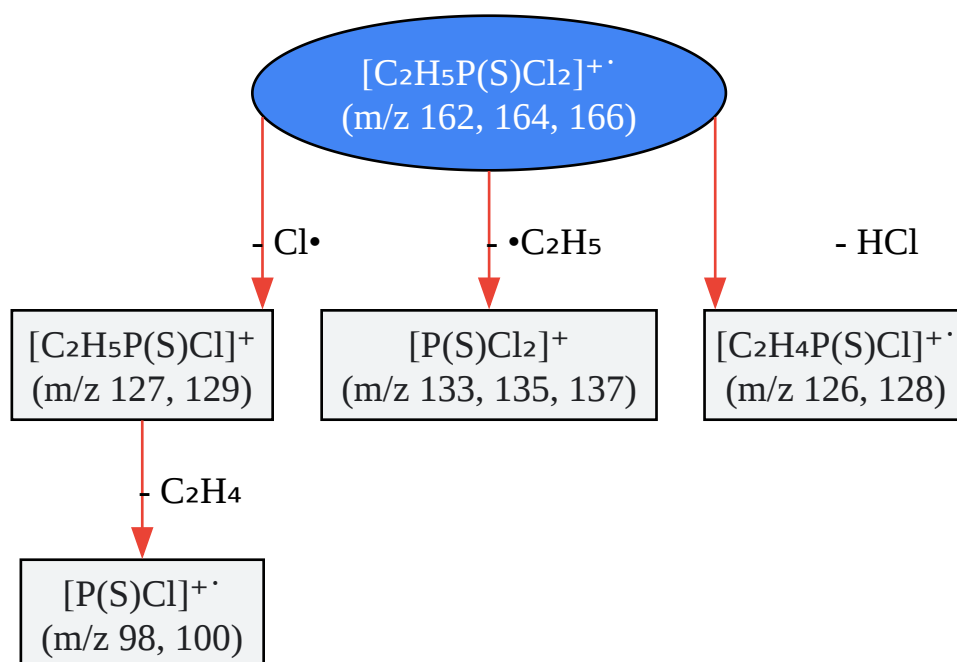 [C₂H₅P(S)Cl₂]⁺˙
(m/z 162, 164, 166)
- Cl•
- •C₂H₅
- HCl
[C₂H₅P(S)Cl]⁺
(m/z 127, 129)
[P(S)Cl₂]⁺
(m/z 133, 135, 137)
[C₂H₄P(S)Cl]⁺˙
(m/z 126, 128)
- C₂H₄
[P(S)Cl]⁺˙
(m/z 98, 100)